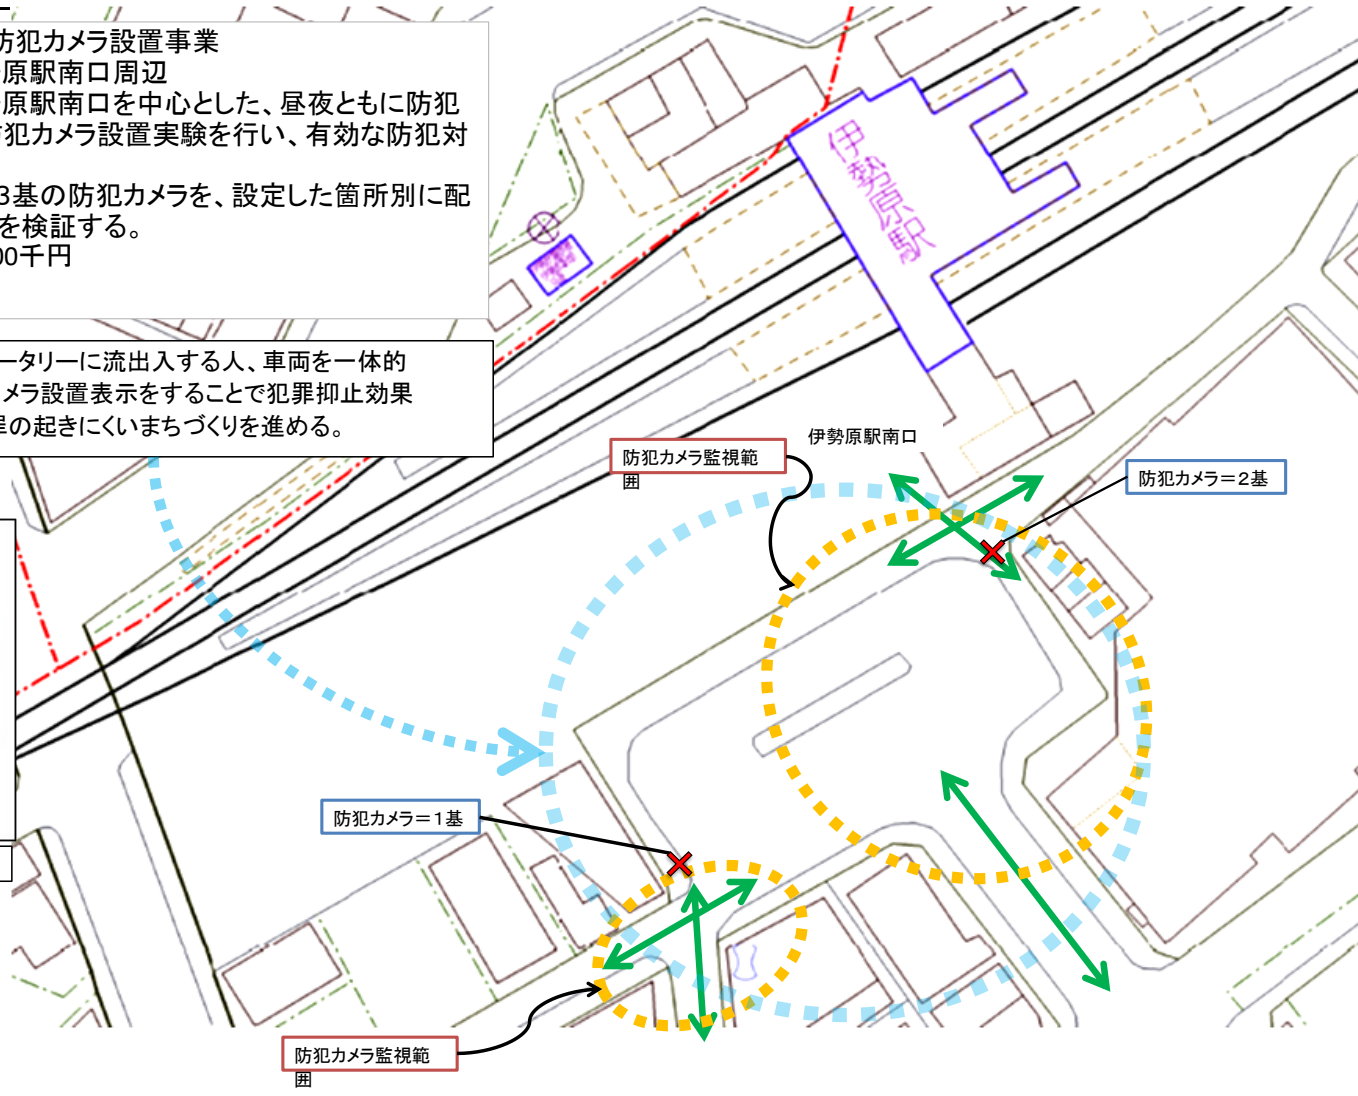 防犯カメラ設置事業
原駅南口周辺
原駅南口を中心とした、昼夜ともに防犯
犯カメラ設置実験を行い、有効な防犯対
3基の防犯カメラを、設定した箇所別に配
を検証する。
00千円
ータリーに流出入する人、車両を一体的
メラ設置表示をすることで犯罪抑止効果
の起きにくいまちづくりを進める。
伊勢原駅
伊勢原駅南口
防犯カメラ監視範
囲
防犯カメラ=2基
防犯カメラ=1基
防犯カメラ監視範
囲